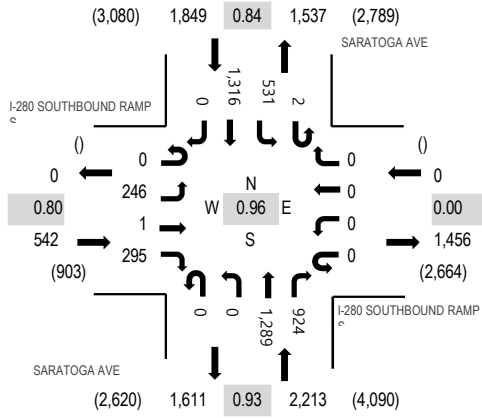 (3,080) 1,849 0.84 1,537 (2,789)
SARATOGA AVE
0 1,316 531 2
I-280 SOUTHBOUND RAMP
S
() ()
0 0 0 0
246 N 0
0.80 W 0.96 E 0.00
1 0
542 S 1,456
295 0
(903) (2,664)
0 0 1,289 924
I-280 SOUTHBOUND RAMP
S
SARATOGA AVE
(2,620) 1,611 0.93 2,213 (4,090)